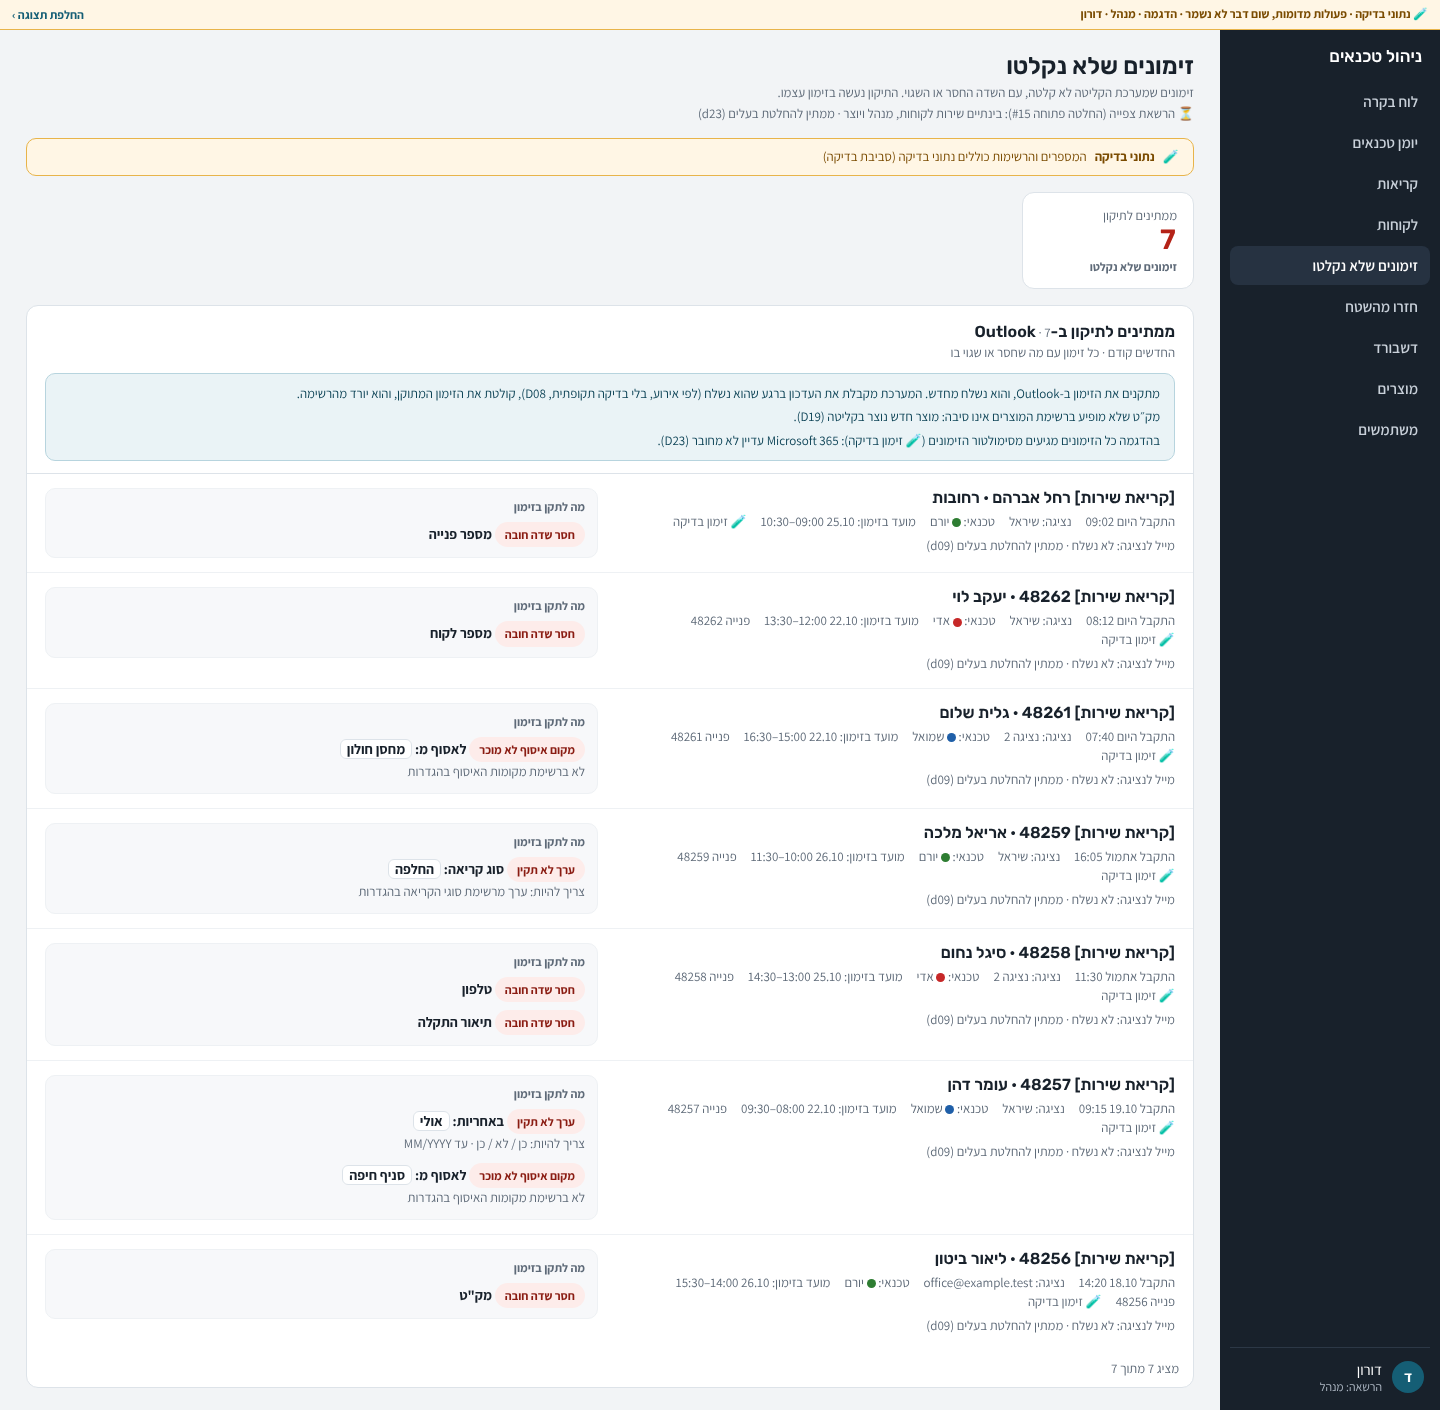 🧪 נתוני בדיקה · פעולות מדומות, שום דבר לא נשמר · הדגמה · מנהל · דורון
החלפת תצוגה ›
ניהול טכנאים
לוח בקרה
יומן טכנאים
קריאות
לקוחות
זימונים שלא נקלטו
חזרו מהשטח
דשבורד
מוצרים
משתמשים
ד
דורון
הרשאה: מנהל
זימונים שלא נקלטו
זימונים שמערכת הקליטה לא קלטה, עם השדה החסר או השגוי. התיקון נעשה בזימון עצמו.
⏳ הרשאת צפייה (החלטה פתוחה #15): בינתיים שירות לקוחות, מנהל ויוצר · ממתין להחלטת בעלים (d23)
🧪 נתוני בדיקה המספרים והרשימות כוללים נתוני בדיקה (סביבת בדיקה)
ממתינים לתיקון
7
זימונים שלא נקלטו
ממתינים לתיקון ב-Outlook · 7
החדשים קודם · כל זימון עם מה שחסר או שגוי בו
מתקנים את הזימון ב-Outlook, והוא נשלח מחדש. המערכת מקבלת את העדכון ברגע שהוא נשלח (לפי אירוע, בלי בדיקה תקופתית, D08), קולטת את הזימון המתוקן, והוא יורד מהרשימה.
מק״ט שלא מופיע ברשימת המוצרים אינו סיבה: מוצר חדש נוצר בקליטה (D19).
בהדגמה כל הזימונים מגיעים מסימולטור הזימונים (🧪 זימון בדיקה): Microsoft 365 עדיין לא מחובר (D23).
[קריאת שירות] רחל אברהם • רחובות
התקבל היום 09:02 נציגה: שיראל טכנאי: יורם מועד בזימון: 25.10 09:00–10:30 🧪 זימון בדיקה
מייל לנציגה: לא נשלח · ממתין להחלטת בעלים (d09)
מה לתקן בזימון
חסר שדה חובה מספר פנייה
[קריאת שירות] 48262 • יעקב לוי
התקבל היום 08:12 נציגה: שיראל טכנאי: אדי מועד בזימון: 22.10 12:00–13:30 פנייה 48262
🧪 זימון בדיקה
מייל לנציגה: לא נשלח · ממתין להחלטת בעלים (d09)
מה לתקן בזימון
חסר שדה חובה מספר לקוח
[קריאת שירות] 48261 • גלית שלום
התקבל היום 07:40 נציגה: נציגה 2 טכנאי: שמואל מועד בזימון: 22.10 15:00–16:30 פנייה 48261
🧪 זימון בדיקה
מייל לנציגה: לא נשלח · ממתין להחלטת בעלים (d09)
מה לתקן בזימון
מקום איסוף לא מוכר לאסוף מ: מחסן חולון
לא ברשימת מקומות האיסוף בהגדרות
[קריאת שירות] 48259 • אריאל מלכה
התקבל אתמול 16:05 נציגה: שיראל טכנאי: יורם מועד בזימון: 26.10 10:00–11:30 פנייה 48259
🧪 זימון בדיקה
מייל לנציגה: לא נשלח · ממתין להחלטת בעלים (d09)
מה לתקן בזימון
ערך לא תקין סוג קריאה: החלפה
צריך להיות: ערך מרשימת סוגי הקריאה בהגדרות
[קריאת שירות] 48258 • סיגל נחום
התקבל אתמול 11:30 נציגה: נציגה 2 טכנאי: אדי מועד בזימון: 25.10 13:00–14:30 פנייה 48258
🧪 זימון בדיקה
מייל לנציגה: לא נשלח · ממתין להחלטת בעלים (d09)
מה לתקן בזימון
חסר שדה חובה טלפון
חסר שדה חובה תיאור התקלה
[קריאת שירות] 48257 • עומר דהן
התקבל 19.10 09:15 נציגה: שיראל טכנאי: שמואל מועד בזימון: 22.10 08:00–09:30 פנייה 48257
🧪 זימון בדיקה
מייל לנציגה: לא נשלח · ממתין להחלטת בעלים (d09)
מה לתקן בזימון
ערך לא תקין באחריות: אולי
צריך להיות: כן / לא / כן · עד MM/YYYY
מקום איסוף לא מוכר לאסוף מ: סניף חיפה
לא ברשימת מקומות האיסוף בהגדרות
[קריאת שירות] 48256 • ליאור ביטון
התקבל 18.10 14:20 נציגה: office@example.test טכנאי: יורם מועד בזימון: 26.10 14:00–15:30
פנייה 48256 🧪 זימון בדיקה
מייל לנציגה: לא נשלח · ממתין להחלטת בעלים (d09)
מה לתקן בזימון
חסר שדה חובה מק"ט
מציג 7 מתוך 7